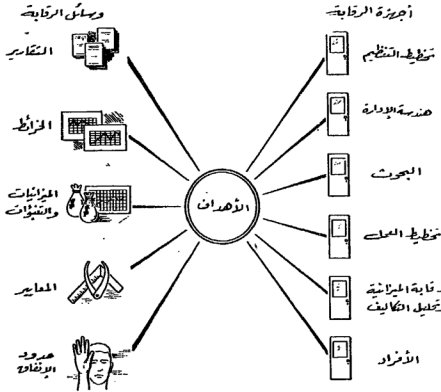 أجهزة الرقابة
تخطيط التنظيم
هندسة الإدارة
البحوث
تخطيط العمل
رقابة الميزانية
وتحليل التكاليف
الأفراد
الأهداف
وسائل الرقابة
التقارير
الخرائط
الميزانيات
والتنبؤات
المعايير
حدود
الإنفاق